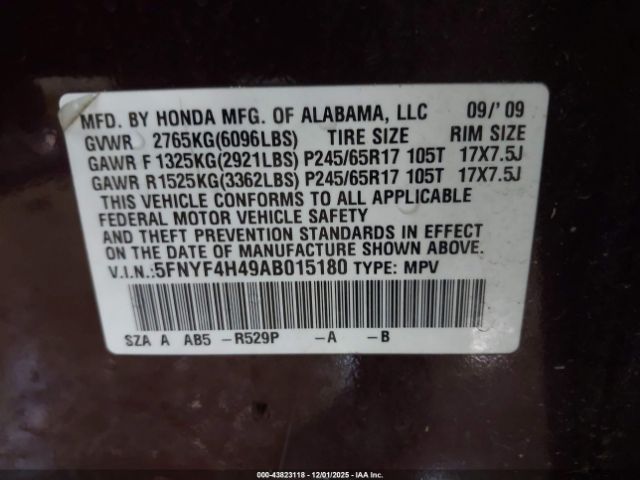 MFD. BY HONDA MFG. OF ALABAMA, LLC 09/'09
GVWR 2765KG(6096LBS) TIRE SIZE RIM SIZE
GAWR F 1325KG(2921LBS) P245/65R17 105T 17X7.5J
GAWR R1525KG(3362LBS) P245/65R17 105T 17X7.5J
THIS VEHICLE CONFORMS TO ALL APPLICABLE
FEDERAL MOTOR VEHICLE SAFETY
AND THEFT PREVENTION STANDARDS IN EFFECT
ON THE DATE OF MANUFACTURE SHOWN ABOVE.
V.I.N.:5FNYF4H49AB015180 TYPE: MPV
SZA A AB5 -R529P -A -B
000-43823118 - 12/01/2025 - IAA Inc.